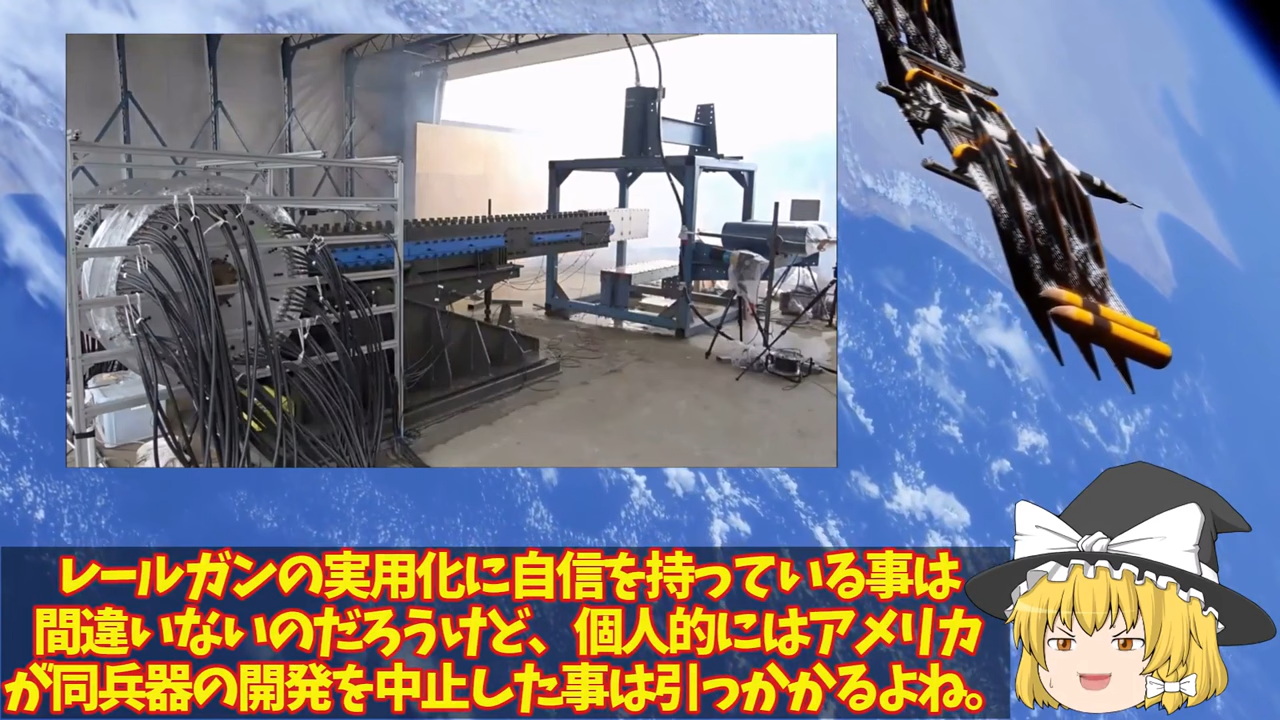 レールガンの実用化に自信を持っている事は
間違いないのだろうけど、個人的にはアメリカ
が同兵器の開発を中止した事は引っかかるよね。